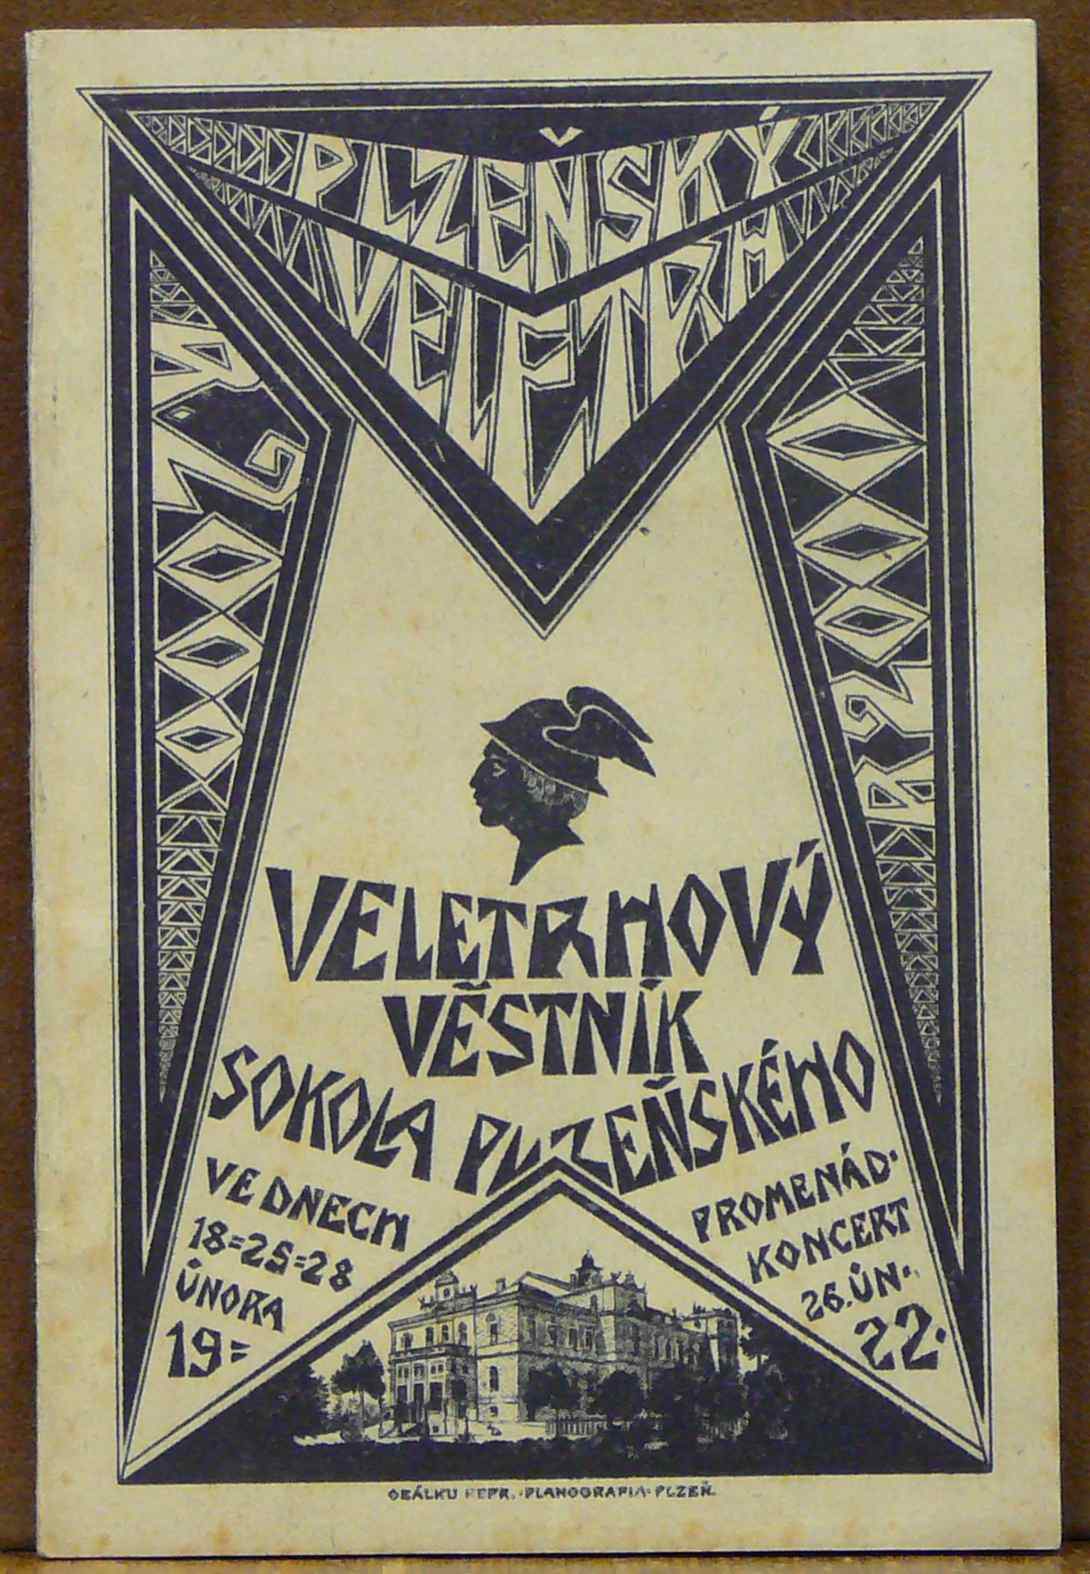 PLZEŇSKÝ
VELETRH
VELETRHOVÝ
VĚSTNÍK
SOKOLA PLZEŇSKÉHO
VE DNECH
18=25=28
ÚNORA
19=
PROMENÁD·
KONCERT
26. ÚN·
22·
OBÁLKU REPR. ·PLANOGRAFIA· PLZEŇ.